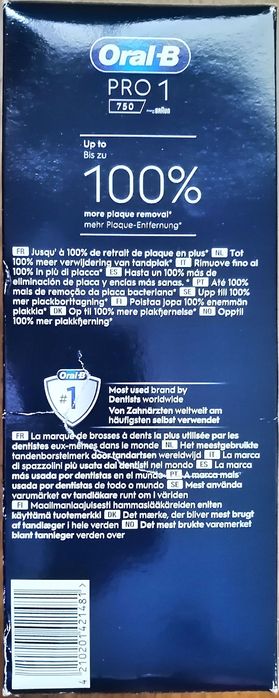 Oral-B
PRO 1
750 BRAUN
Up to
Bis zu
100%
more plaque removal*
mehr Plaque-Entfernung*
FR Jusqu' à 100% de retrait de plaque en plus* NL Tot
100% meer verwijdering van tandplak* IT Rimuove fino al
100% in più di placca* ES Hasta un 100% más de
eliminación de placa y encías más sanas. * PT Até 100%
mais de remoção da placa bacteriana* SE Upp till 100%
mer plackborttagning* FI Poistaa jopa 100% enemmän
plakkia* DK Op til 100% mere plakfjernelse* NO Opptil
100% mer plakkfjerning*
Oral-B
#1
Most used brand by
Dentists worldwide
Von Zahnärzten weltweit am
häufigsten selbst verwendet
FR La marque de brosses à dents la plus utilisée par les
dentistes eux-mêmes dans le monde NL Het meestgebruikte
tandenborstelmerk door tandartsen wereldwijd IT La marca
di spazzolini più usata dai dentisti nel mondo ES La marca
más usada por dentistas en el mundo PT A marca mais
usada por dentistas de todo o mundo SE Mest använda
varumärket av tandläkare runt om i världen
FI Maailmanlaajuisesti hammaslääkäreiden eniten
käyttämä tuotemerkki DK Det mærke, der bliver mest brugt
af tandlæger i hele verden NO Det mest brukte varemerket
blant tannleger verden over
4 210201 421481 >